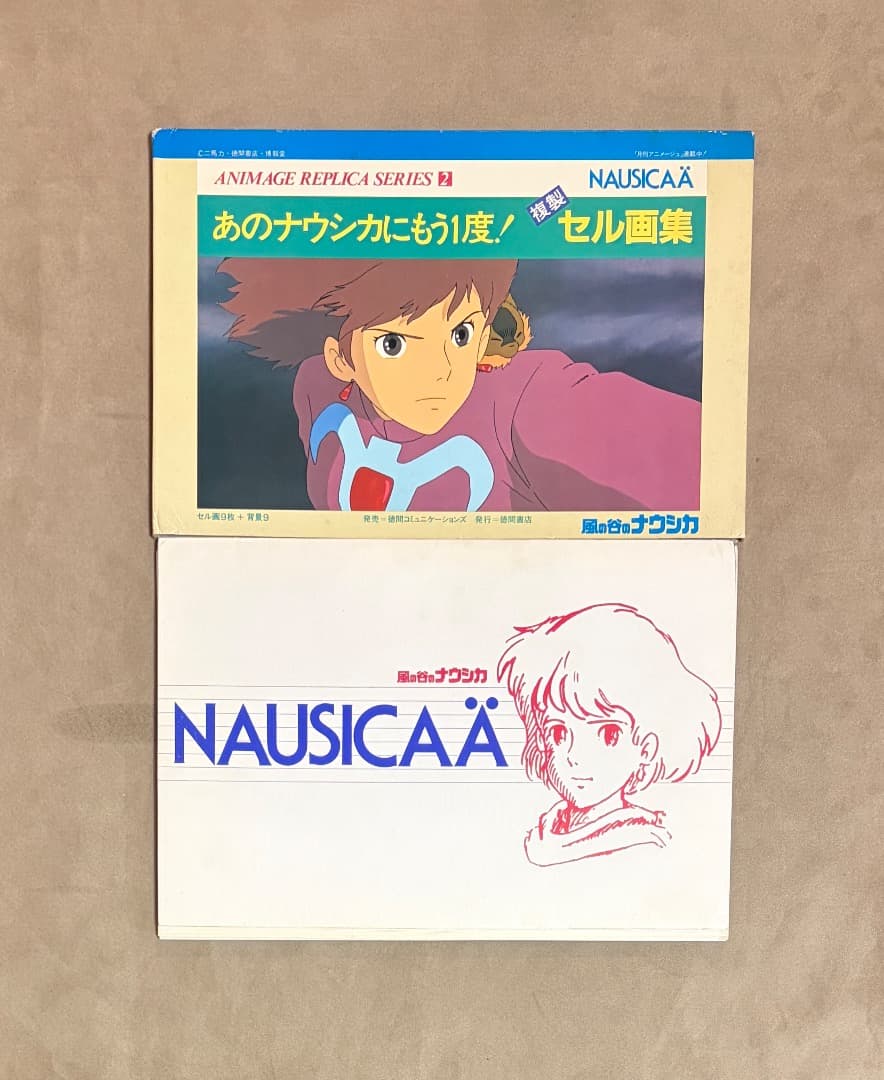 ©二馬力・徳間書店・博報堂
「月刊アニメージュ」連載中!
ANIMAGE REPLICA SERIES 2
NAUSICAÄ
あのナウシカにもう1度!
複製
セル画集
セル画9枚+背景9
発売=徳間コミュニケーションズ 発行=徳間書店
風の谷のナウシカ
風の谷のナウシカ
NAUSICAÄ